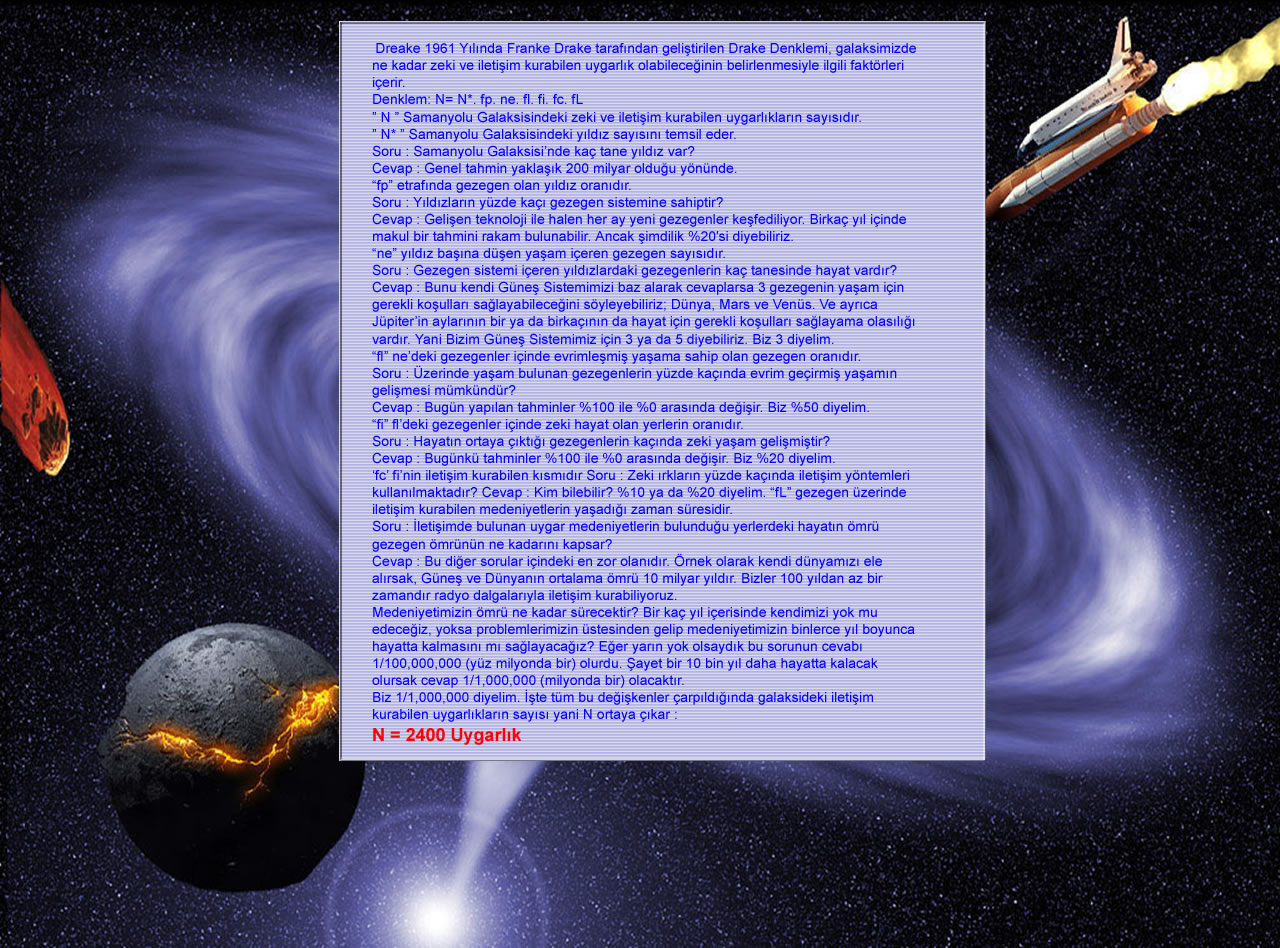 Dreake 1961 Yılında Franke Drake tarafından geliştirilen Drake Denklemi, galaksimizde
ne kadar zeki ve iletişim kurabilen uygarlık olabileceğinin belirlenmesiyle ilgili faktörleri
içerir.
Denklem: N= N*. fp. ne. fl. fi. fc. fL
” N ” Samanyolu Galaksisindeki zeki ve iletişim kurabilen uygarlıkların sayısıdır.
” N* ” Samanyolu Galaksisindeki yıldız sayısını temsil eder.
Soru : Samanyolu Galaksisi’nde kaç tane yıldız var?
Cevap : Genel tahmin yaklaşık 200 milyar olduğu yönünde.
“fp” etrafında gezegen olan yıldız oranıdır.
Soru : Yıldızların yüzde kaçı gezegen sistemine sahiptir?
Cevap : Gelişen teknoloji ile halen her ay yeni gezegenler keşfediliyor. Birkaç yıl içinde
makul bir tahmini rakam bulunabilir. Ancak şimdilik %20′si diyebiliriz.
“ne” yıldız başına düşen yaşam içeren gezegen sayısıdır.
Soru : Gezegen sistemi içeren yıldızlardaki gezegenlerin kaç tanesinde hayat vardır?
Cevap : Bunu kendi Güneş Sistemimizi baz alarak cevaplarsa 3 gezegenin yaşam için
gerekli koşulları sağlayabileceğini söyleyebiliriz; Dünya, Mars ve Venüs. Ve ayrıca
Jüpiter’in aylarının bir ya da birkaçının da hayat için gerekli koşulları sağlayama olasılığı
vardır. Yani Bizim Güneş Sistemimiz için 3 ya da 5 diyebiliriz. Biz 3 diyelim.
“fl” ne’deki gezegenler içinde evrimleşmiş yaşama sahip olan gezegen oranıdır.
Soru : Üzerinde yaşam bulunan gezegenlerin yüzde kaçında evrim geçirmiş yaşamın
gelişmesi mümkündür?
Cevap : Bugün yapılan tahminler %100 ile %0 arasında değişir. Biz %50 diyelim.
“fi” fl’deki gezegenler içinde zeki hayat olan yerlerin oranıdır.
Soru : Hayatın ortaya çıktığı gezegenlerin kaçında zeki yaşam gelişmiştir?
Cevap : Bugünkü tahminler %100 ile %0 arasında değişir. Biz %20 diyelim.
‘fc’ fi’nin iletişim kurabilen kısmıdır Soru : Zeki ırkların yüzde kaçında iletişim yöntemleri
kullanılmaktadır? Cevap : Kim bilebilir? %10 ya da %20 diyelim. “fL” gezegen üzerinde
iletişim kurabilen medeniyetlerin yaşadığı zaman süresidir.
Soru : İletişimde bulunan uygar medeniyetlerin bulunduğu yerlerdeki hayatın ömrü
gezegen ömrünün ne kadarını kapsar?
Cevap : Bu diğer sorular içindeki en zor olanıdır. Örnek olarak kendi dünyamızı ele
alırsak, Güneş ve Dünyanın ortalama ömrü 10 milyar yıldır. Bizler 100 yıldan az bir
zamandır radyo dalgalarıyla iletişim kurabiliyoruz.
Medeniyetimizin ömrü ne kadar sürecektir? Bir kaç yıl içerisinde kendimizi yok mu
edeceğiz, yoksa problemlerimizin üstesinden gelip medeniyetimizin binlerce yıl boyunca
hayatta kalmasını mı sağlayacağız? Eğer yarın yok olsaydık bu sorunun cevabı
1/100,000,000 (yüz milyonda bir) olurdu. Şayet bir 10 bin yıl daha hayatta kalacak
olursak cevap 1/1,000,000 (milyonda bir) olacaktır.
Biz 1/1,000,000 diyelim. İşte tüm bu değişkenler çarpıldığında galaksideki iletişim
kurabilen uygarlıkların sayısı yani N ortaya çıkar :
N = 2400 Uygarlık